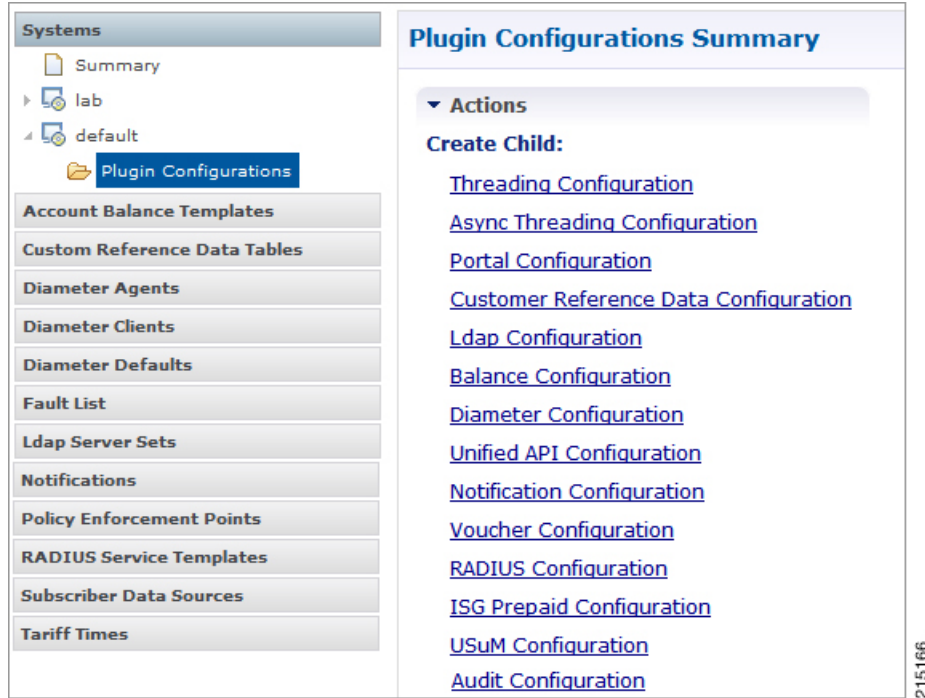 Systems
Summary
lab
default
Plugin Configurations
Account Balance Templates
Custom Reference Data Tables
Diameter Agents
Diameter Clients
Diameter Defaults
Fault List
Ldap Server Sets
Notifications
Policy Enforcement Points
RADIUS Service Templates
Subscriber Data Sources
Tariff Times
Plugin Configurations Summary
Actions
Create Child:
Threading Configuration
Async Threading Configuration
Portal Configuration
Customer Reference Data Configuration
Ldap Configuration
Balance Configuration
Diameter Configuration
Unified API Configuration
Notification Configuration
Voucher Configuration
RADIUS Configuration
ISG Prepaid Configuration
USuM Configuration
Audit Configuration
215166